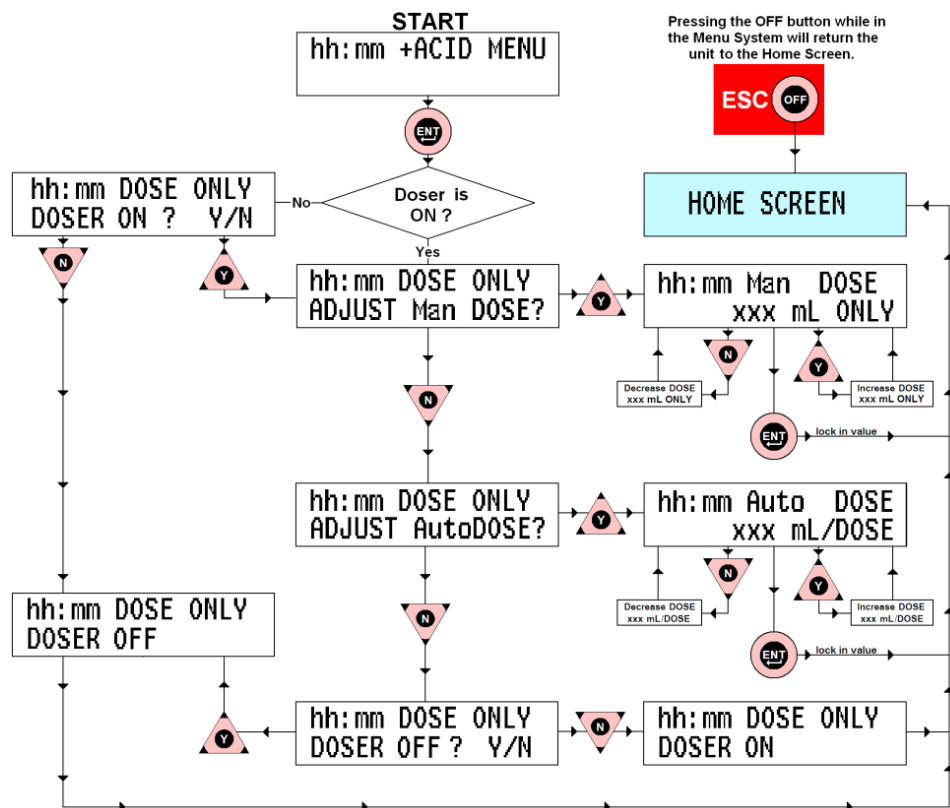 START
hh:mm +ACID MENU
Pressing the OFF button while in
the Menu System will return the
unit to the Home Screen.
ESC OFF
ENT
hh:mm DOSE ONLY
DOSER ON ? Y/N
No
Doser is
ON ?
Yes
HOME SCREEN
N
Y
hh:mm DOSE ONLY
ADJUST Man DOSE?
Y
hh:mm Man DOSE
xxx mL ONLY
N
Y
Decrease DOSE
xxx mL ONLY
Increase DOSE
xxx mL ONLY
N
ENT
lock in value
hh:mm DOSE ONLY
ADJUST AutoDOSE?
Y
hh:mm Auto DOSE
xxx mL/DOSE
N
Y
Decrease DOSE
xxx mL/DOSE
Increase DOSE
xxx mL/DOSE
N
ENT
lock in value
hh:mm DOSE ONLY
DOSER OFF
Y
hh:mm DOSE ONLY
DOSER OFF ? Y/N
N
hh:mm DOSE ONLY
DOSER ON